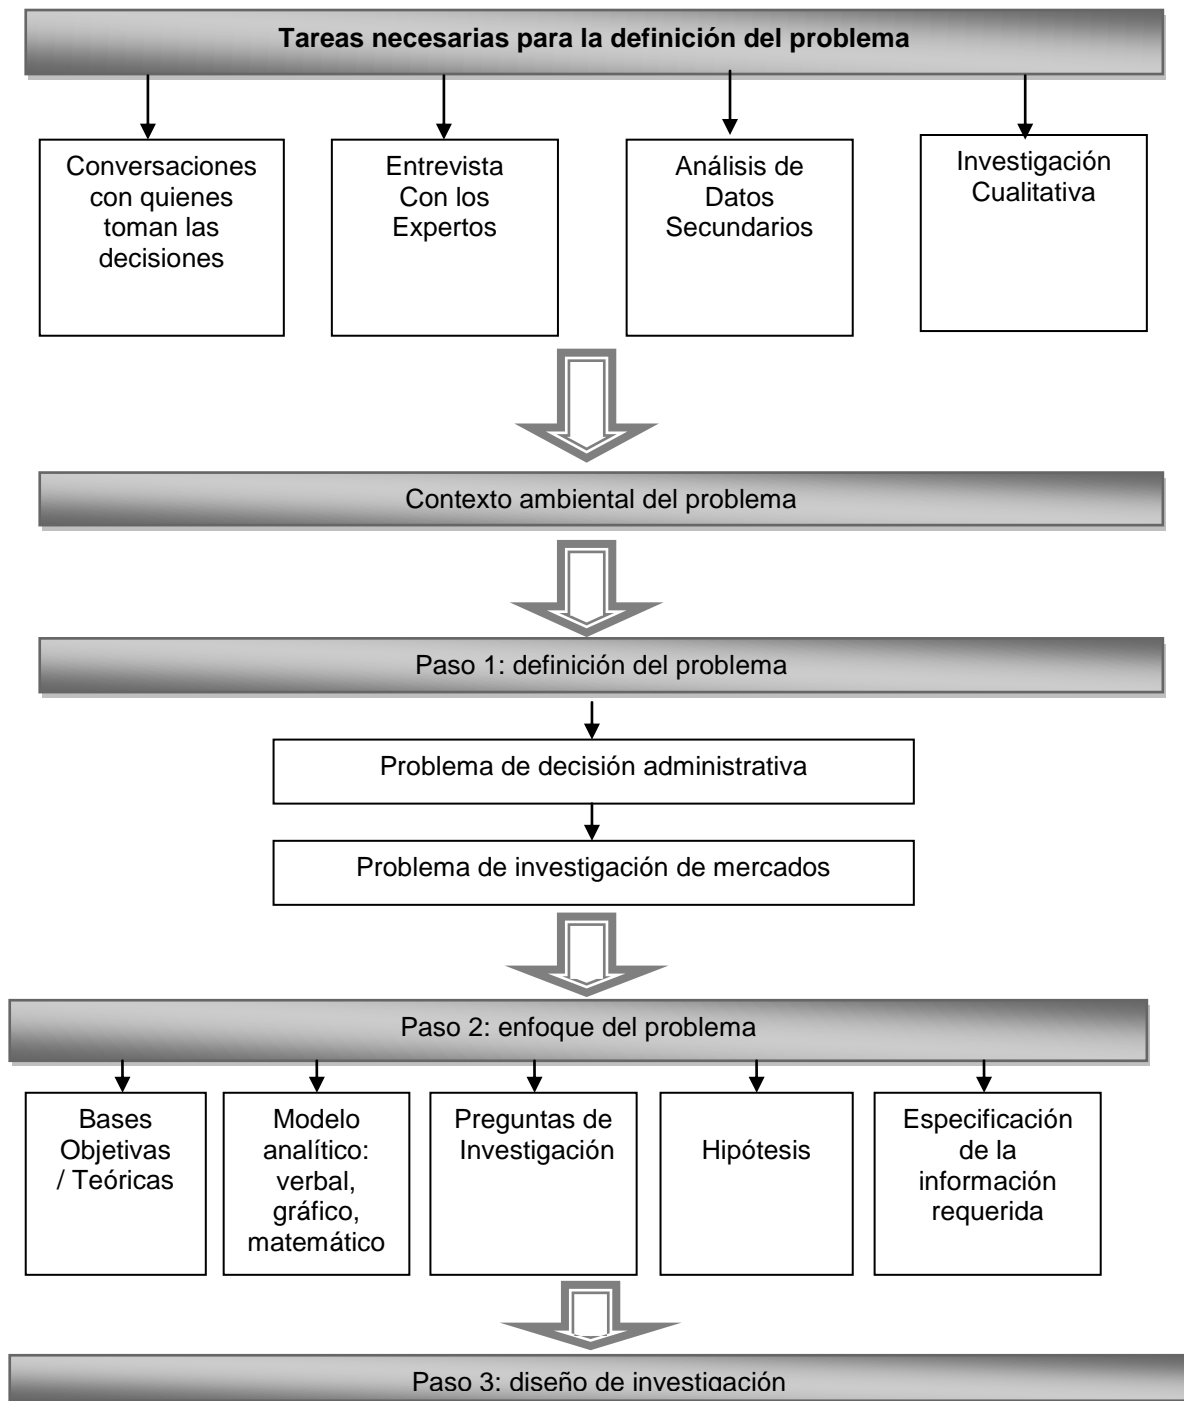 Tareas necesarias para la definición del problema
Conversaciones
con quienes
toman las
decisiones
Entrevista
Con los
Expertos
Análisis de
Datos
Secundarios
Investigación
Cualitativa
Contexto ambiental del problema
Paso 1: definición del problema
Problema de decisión administrativa
Problema de investigación de mercados
Paso 2: enfoque del problema
Bases
Objetivas
/ Teóricas
Modelo
analítico:
verbal,
gráfico,
matemático
Preguntas de
Investigación
Hipótesis
Especificación
de la
información
requerida
Paso 3: diseño de investigación